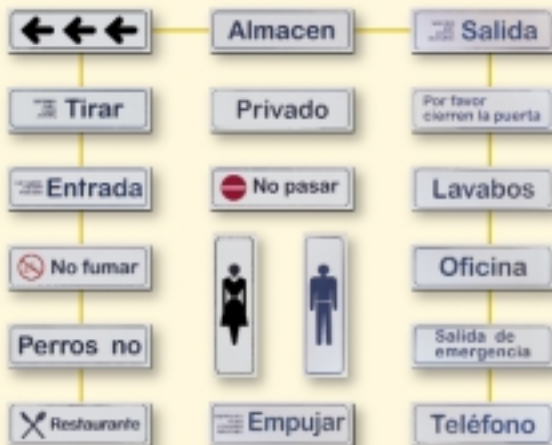 Almacen
Salida
Tirar
Privado
Por favor
cierren la puerta
Entrada
No pasar
Lavabos
No fumar
Oficina
Perros no
Salida de
emergencia
Restaurante
Empujar
Teléfono